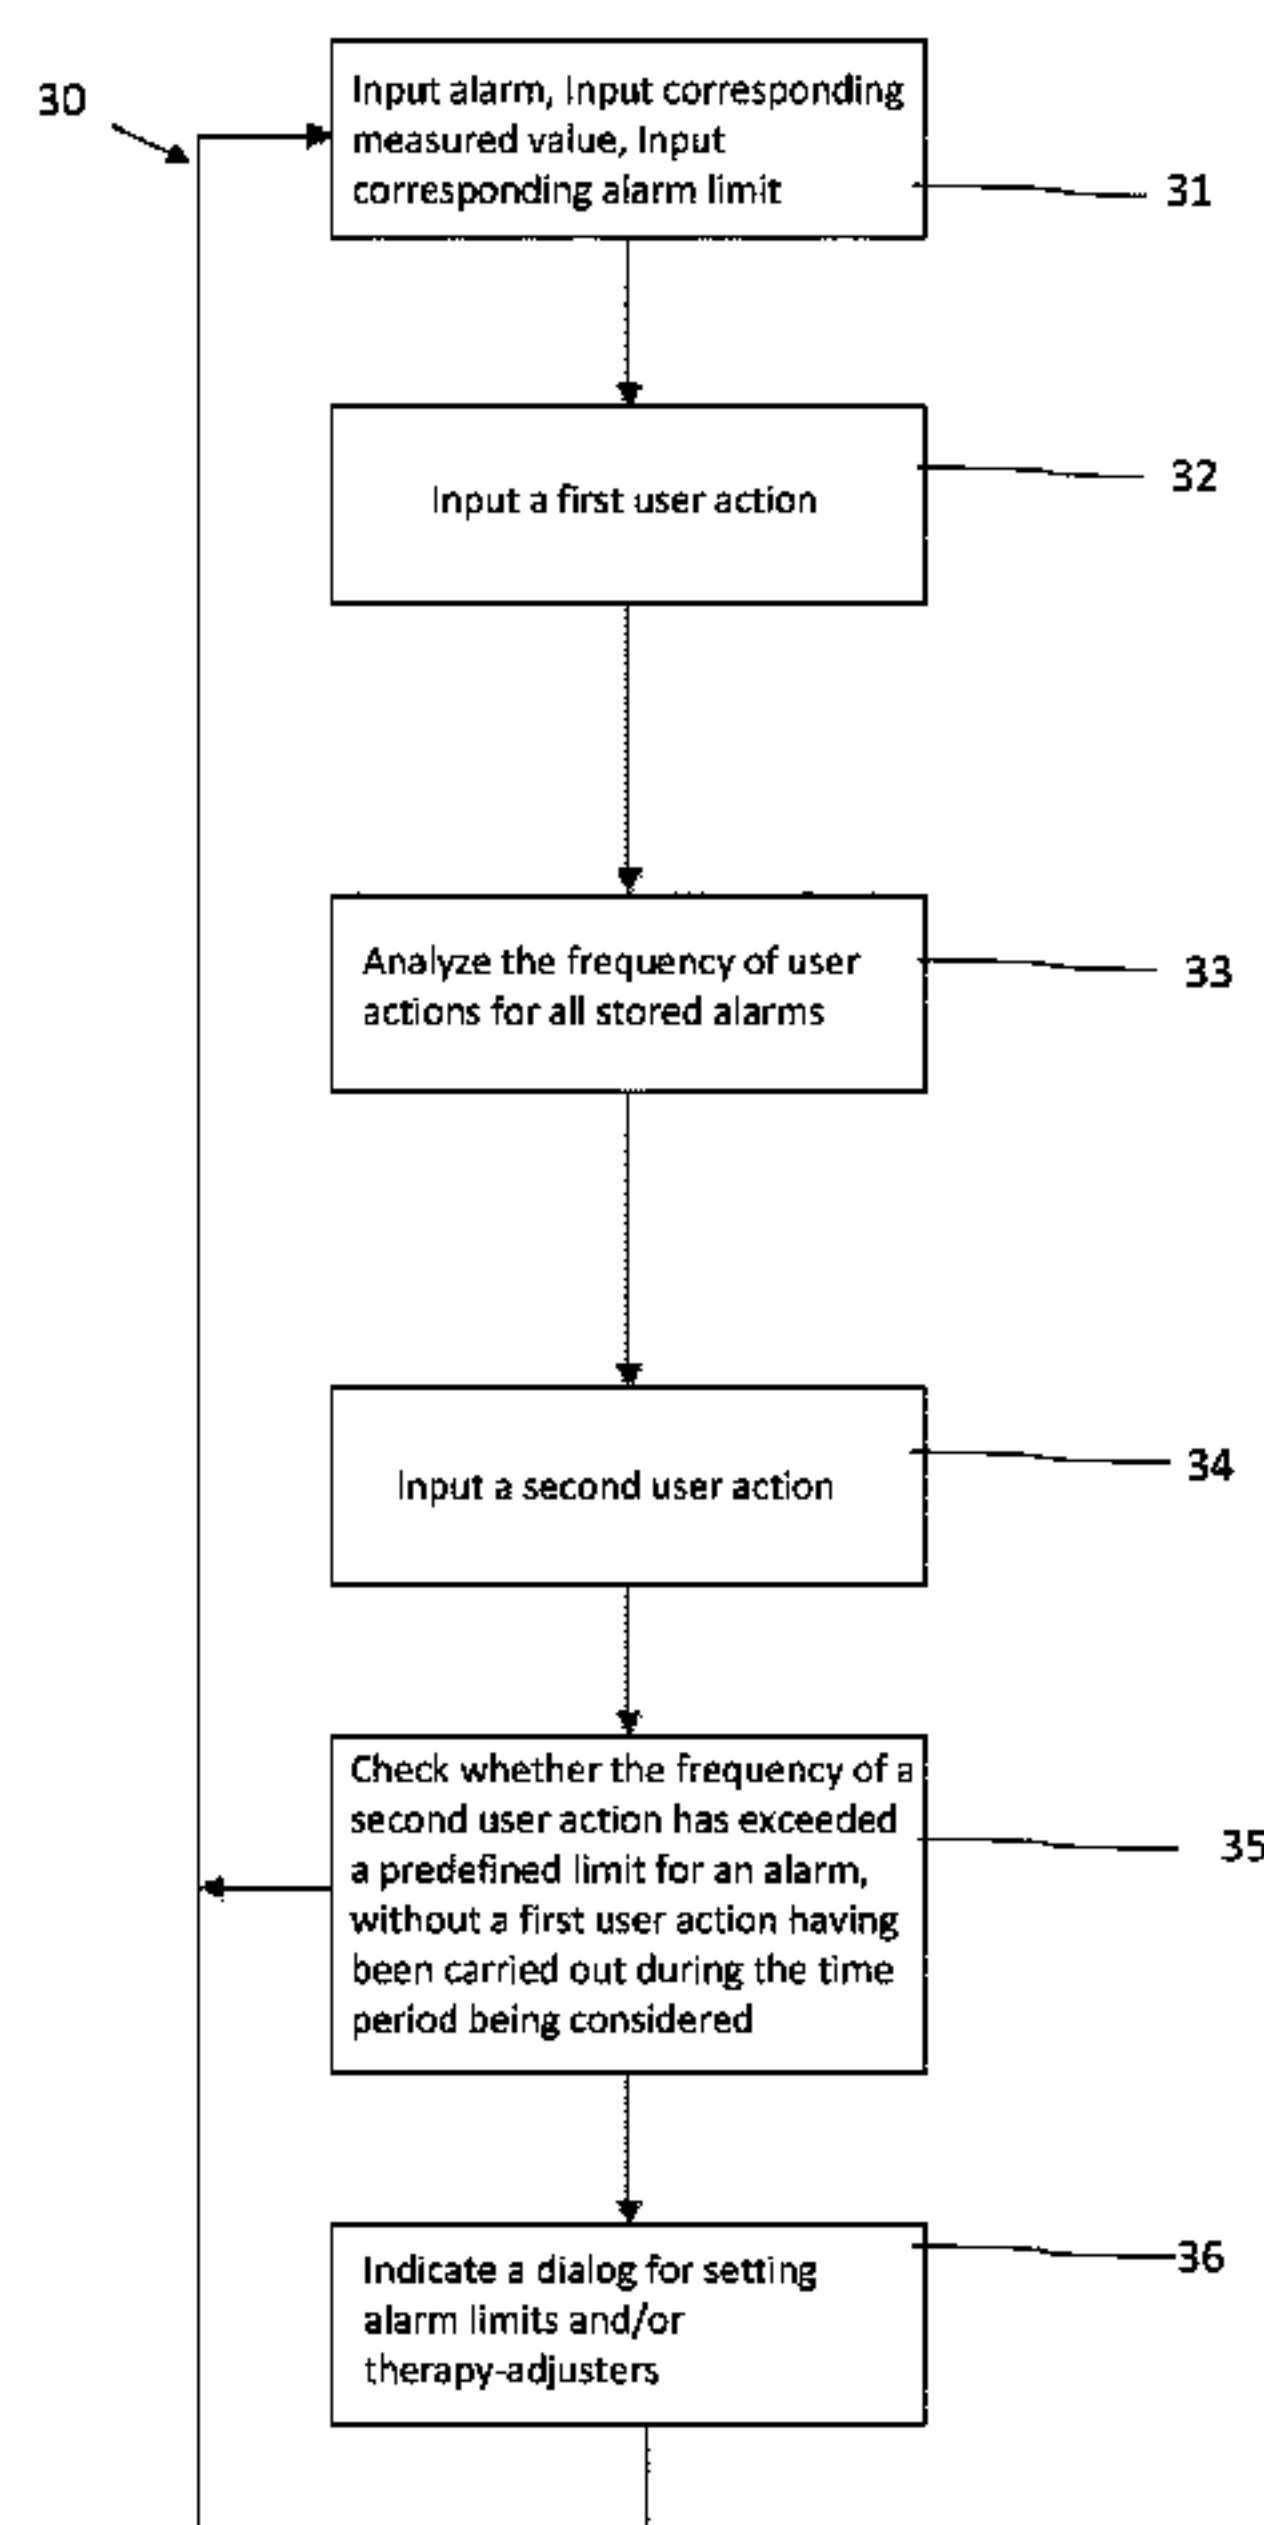 30
Input alarm, Input corresponding
measured value, Input
corresponding alarm limit
31
Input a first user action
32
Analyze the frequency of user
actions for all stored alarms
33
Input a second user action
34
Check whether the frequency of a
second user action has exceeded
a predefined limit for an alarm,
without a first user action having
been carried out during the time
period being considered
35
Indicate a dialog for setting
alarm limits and/or
therapy-adjusters
36